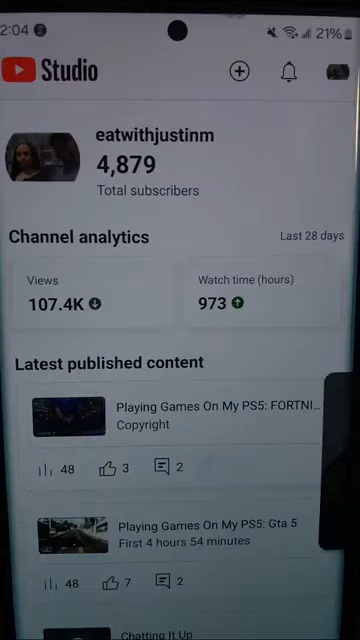 2:04 21%
Studio
eatwithjustinm
4,879
Total subscribers
Channel analytics Last 28 days
Views Watch time (hours)
107.4K 973
Latest published content
Playing Games On My PS5: FORTNI...
Copyright
48 3 2
Playing Games On My PS5: Gta 5
First 4 hours 54 minutes
48 7 2
Chatting It Up